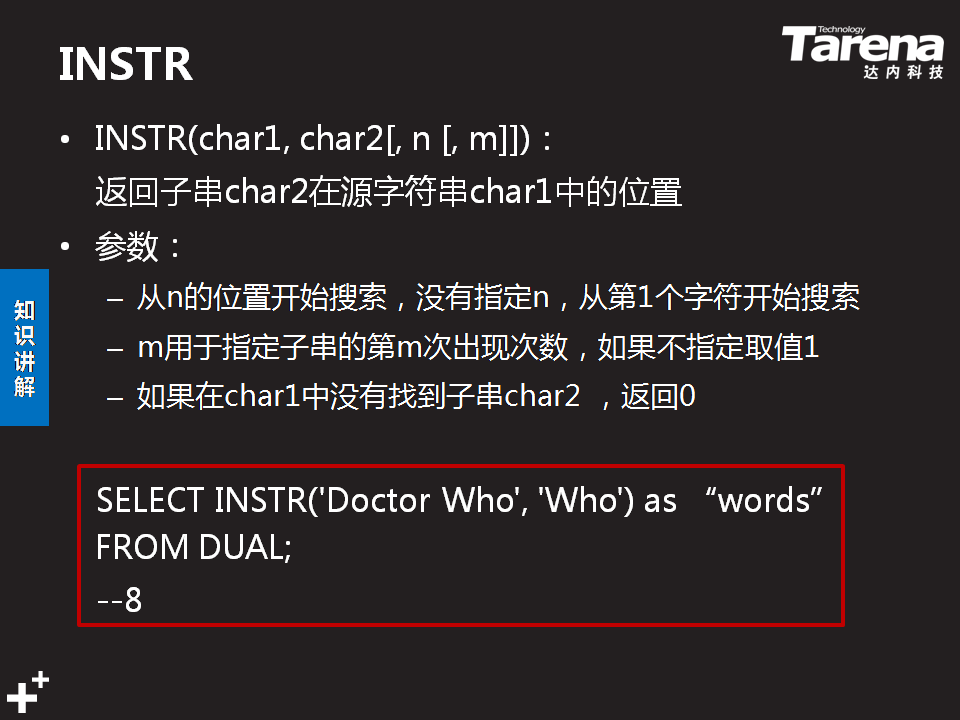 INSTR
Technology
Tarena
达内科技
• INSTR(char1, char2[, n [, m]])：
返回子串char2在源字符串char1中的位置
• 参数：
– 从n的位置开始搜索，没有指定n，从第1个字符开始搜索
– m用于指定子串的第m次出现次数，如果不指定取值1
– 如果在char1中没有找到子串char2 ，返回0
知识讲解
SELECT INSTR('Doctor Who', 'Who') as “words”
FROM DUAL;
--8